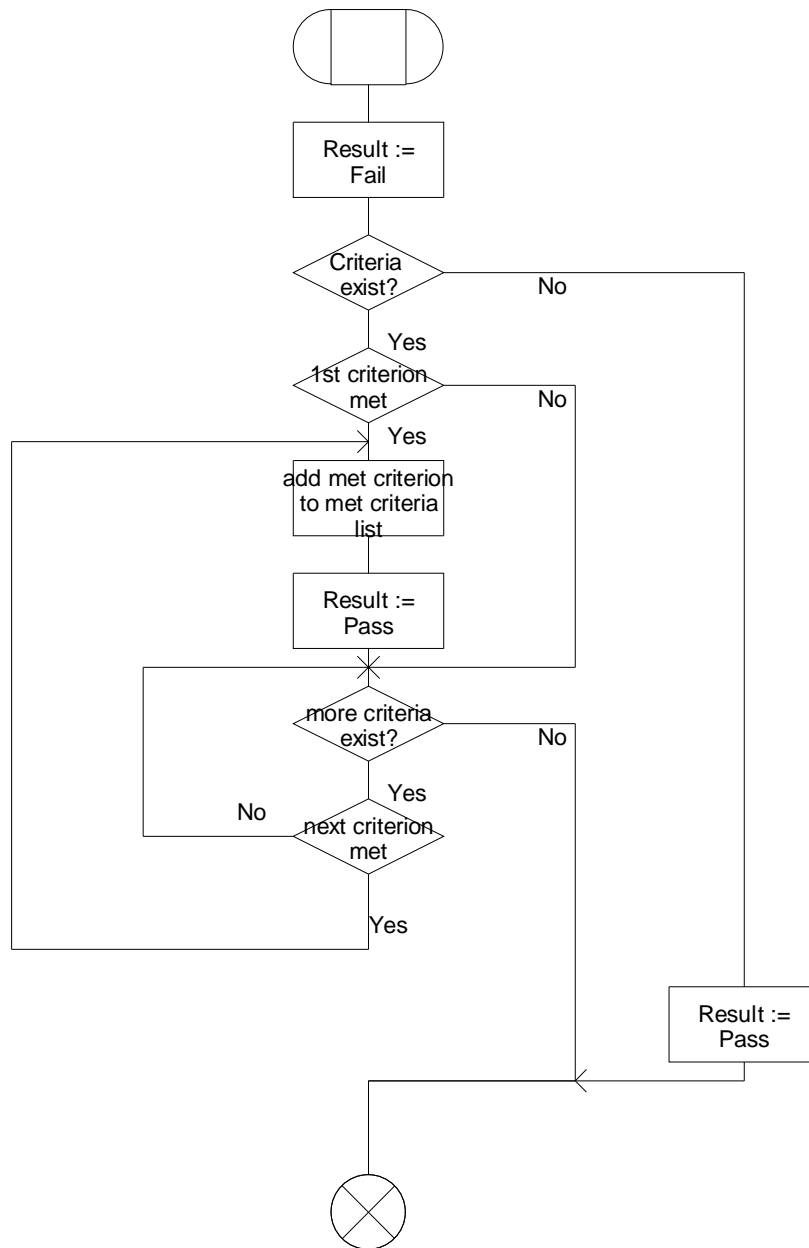 Result :=
Fail
Criteria
exist?
No
Yes
1st criterion
met
No
Yes
add met criterion
to met criteria
list
Result :=
Pass
more criteria
exist?
No
Yes
No
next criterion
met
Yes
Result :=
Pass